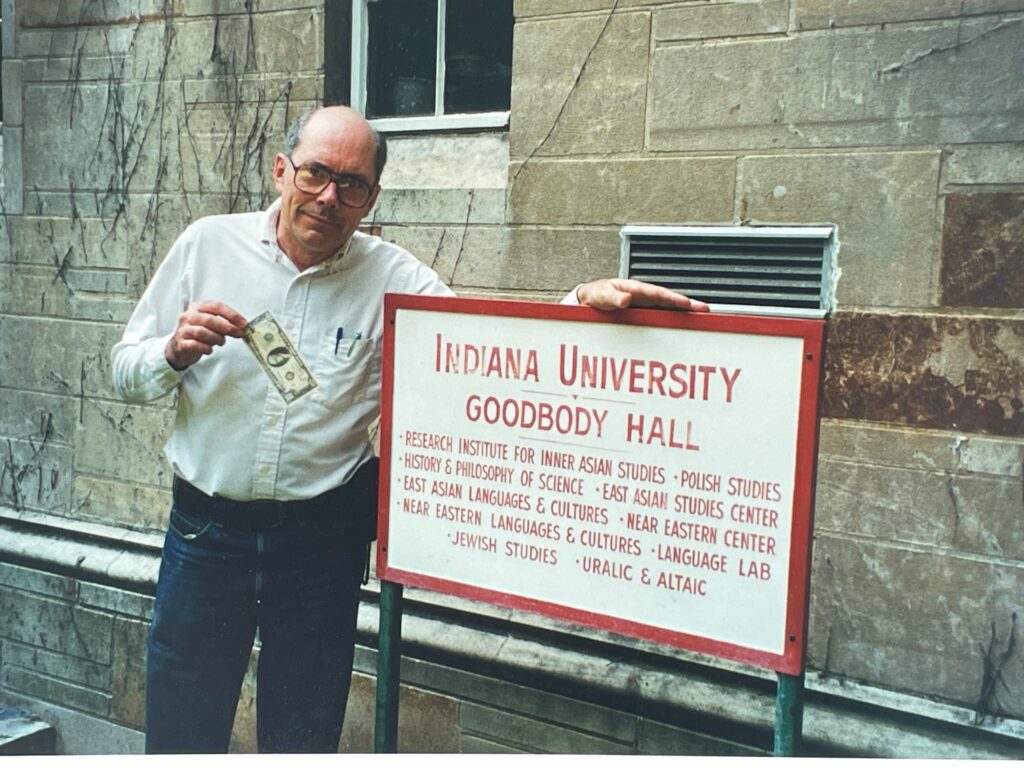 INDIANA UNIVERSITY
GOODBODY HALL
· RESEARCH INSTITUTE FOR INNER ASIAN STUDIES · POLISH STUDIES
· HISTORY & PHILOSOPHY OF SCIENCE · EAST ASIAN STUDIES CENTER
· EAST ASIAN LANGUAGES & CULTURES · NEAR EASTERN CENTER
· NEAR EASTERN LANGUAGES & CULTURES · LANGUAGE LAB
· JEWISH STUDIES · URALIC & ALTAIC